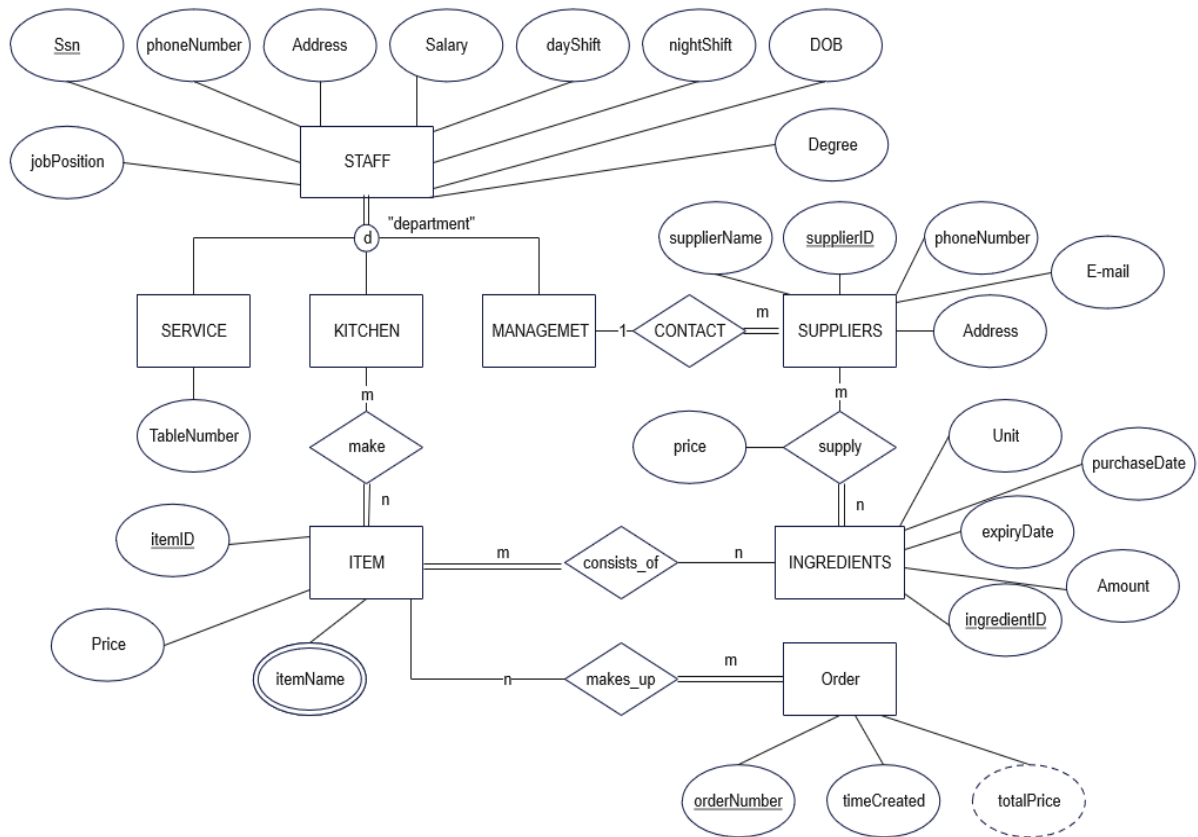 Ssn
phoneNumber
Address
Salary
dayShift
nightShift
DOB
jobPosition
STAFF
Degree
d
"department"
supplierName
supplierID
phoneNumber
E-mail
SERVICE
KITCHEN
MANAGEMET
1
CONTACT
m
SUPPLIERS
Address
m
m
TableNumber
make
price
supply
Unit
purchaseDate
n
n
itemID
ITEM
m
consists_of
n
INGREDIENTS
expiryDate
Amount
ingredientID
Price
itemName
n
makes_up
m
Order
orderNumber
timeCreated
totalPrice